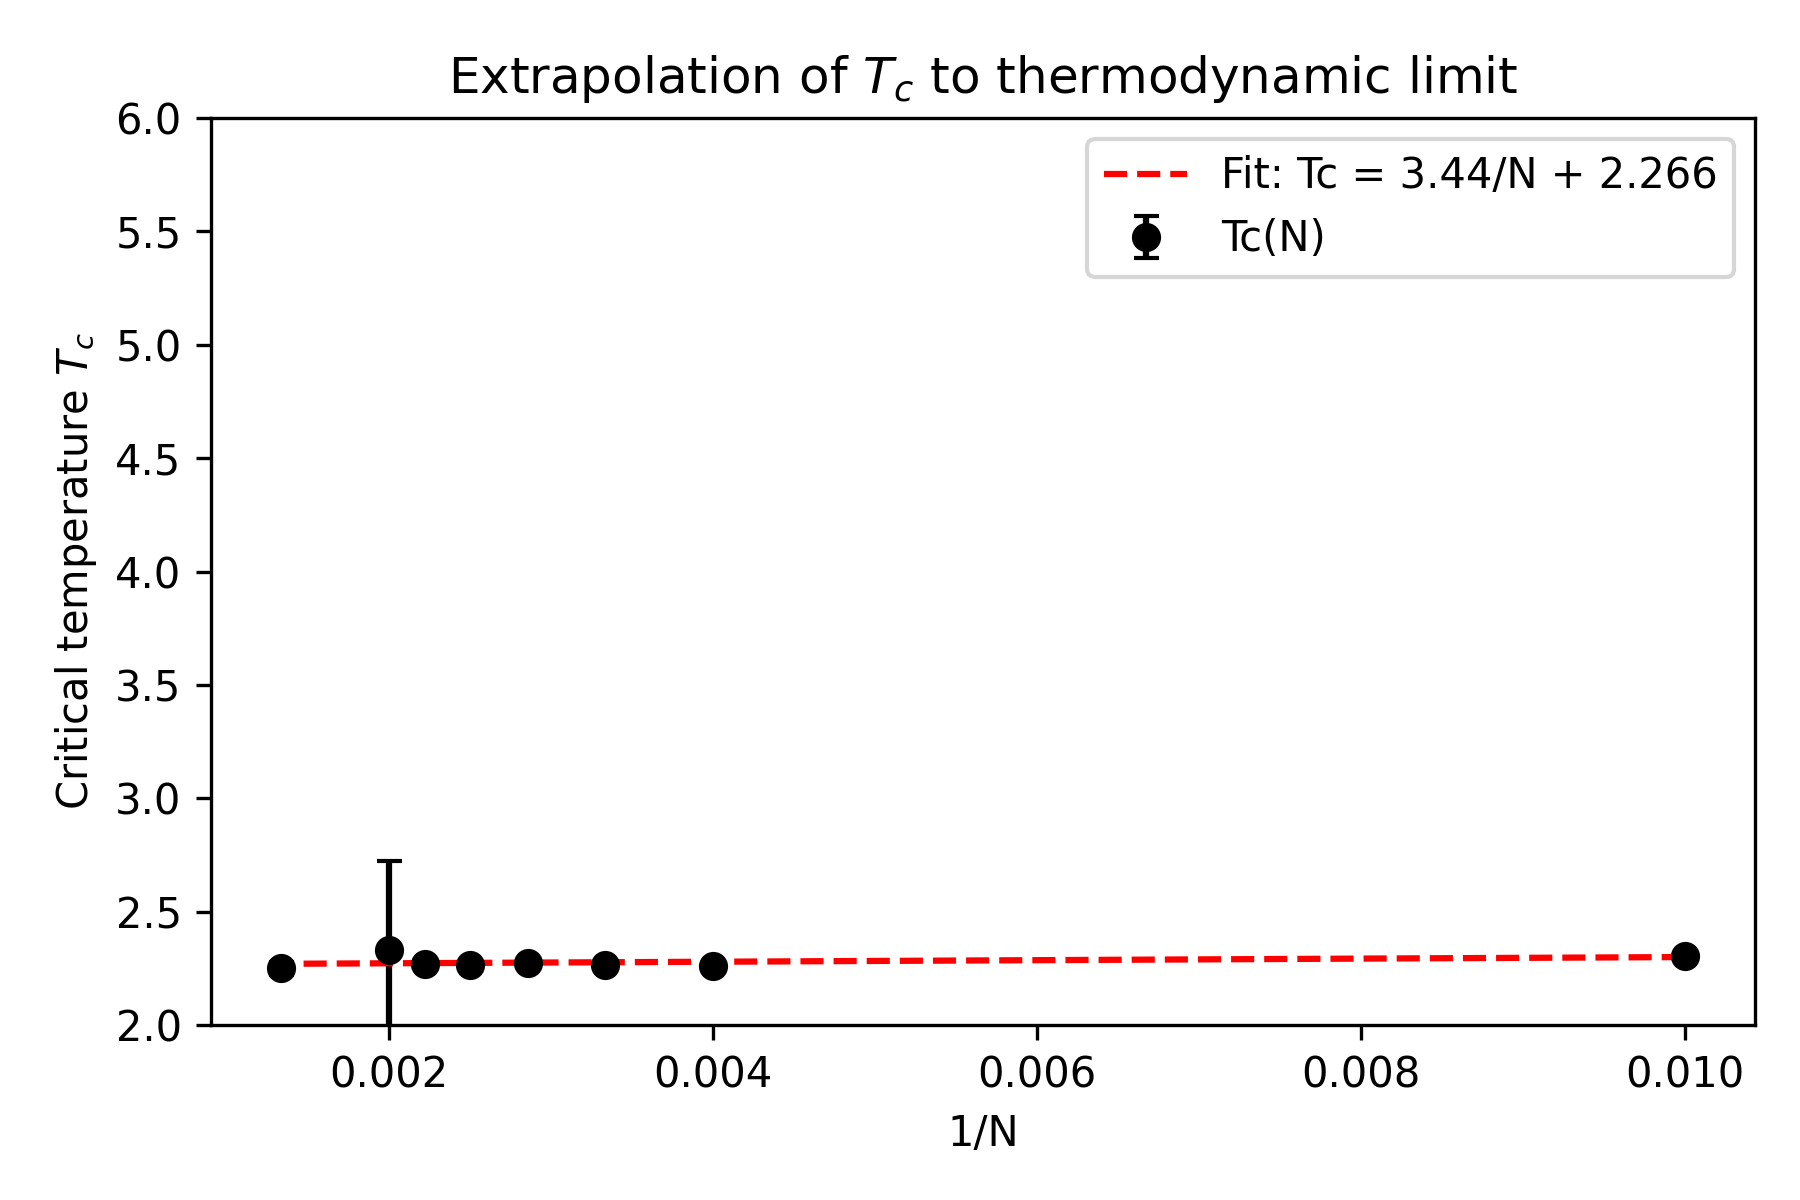 Extrapolation of Tc to thermodynamic limit
Fit: Tc = 3.44/N + 2.266
Tc(N)
Critical temperature Tc
6.0
5.5
5.0
4.5
4.0
3.5
3.0
2.5
2.0
0.002
0.004
0.006
0.008
0.010
1/N